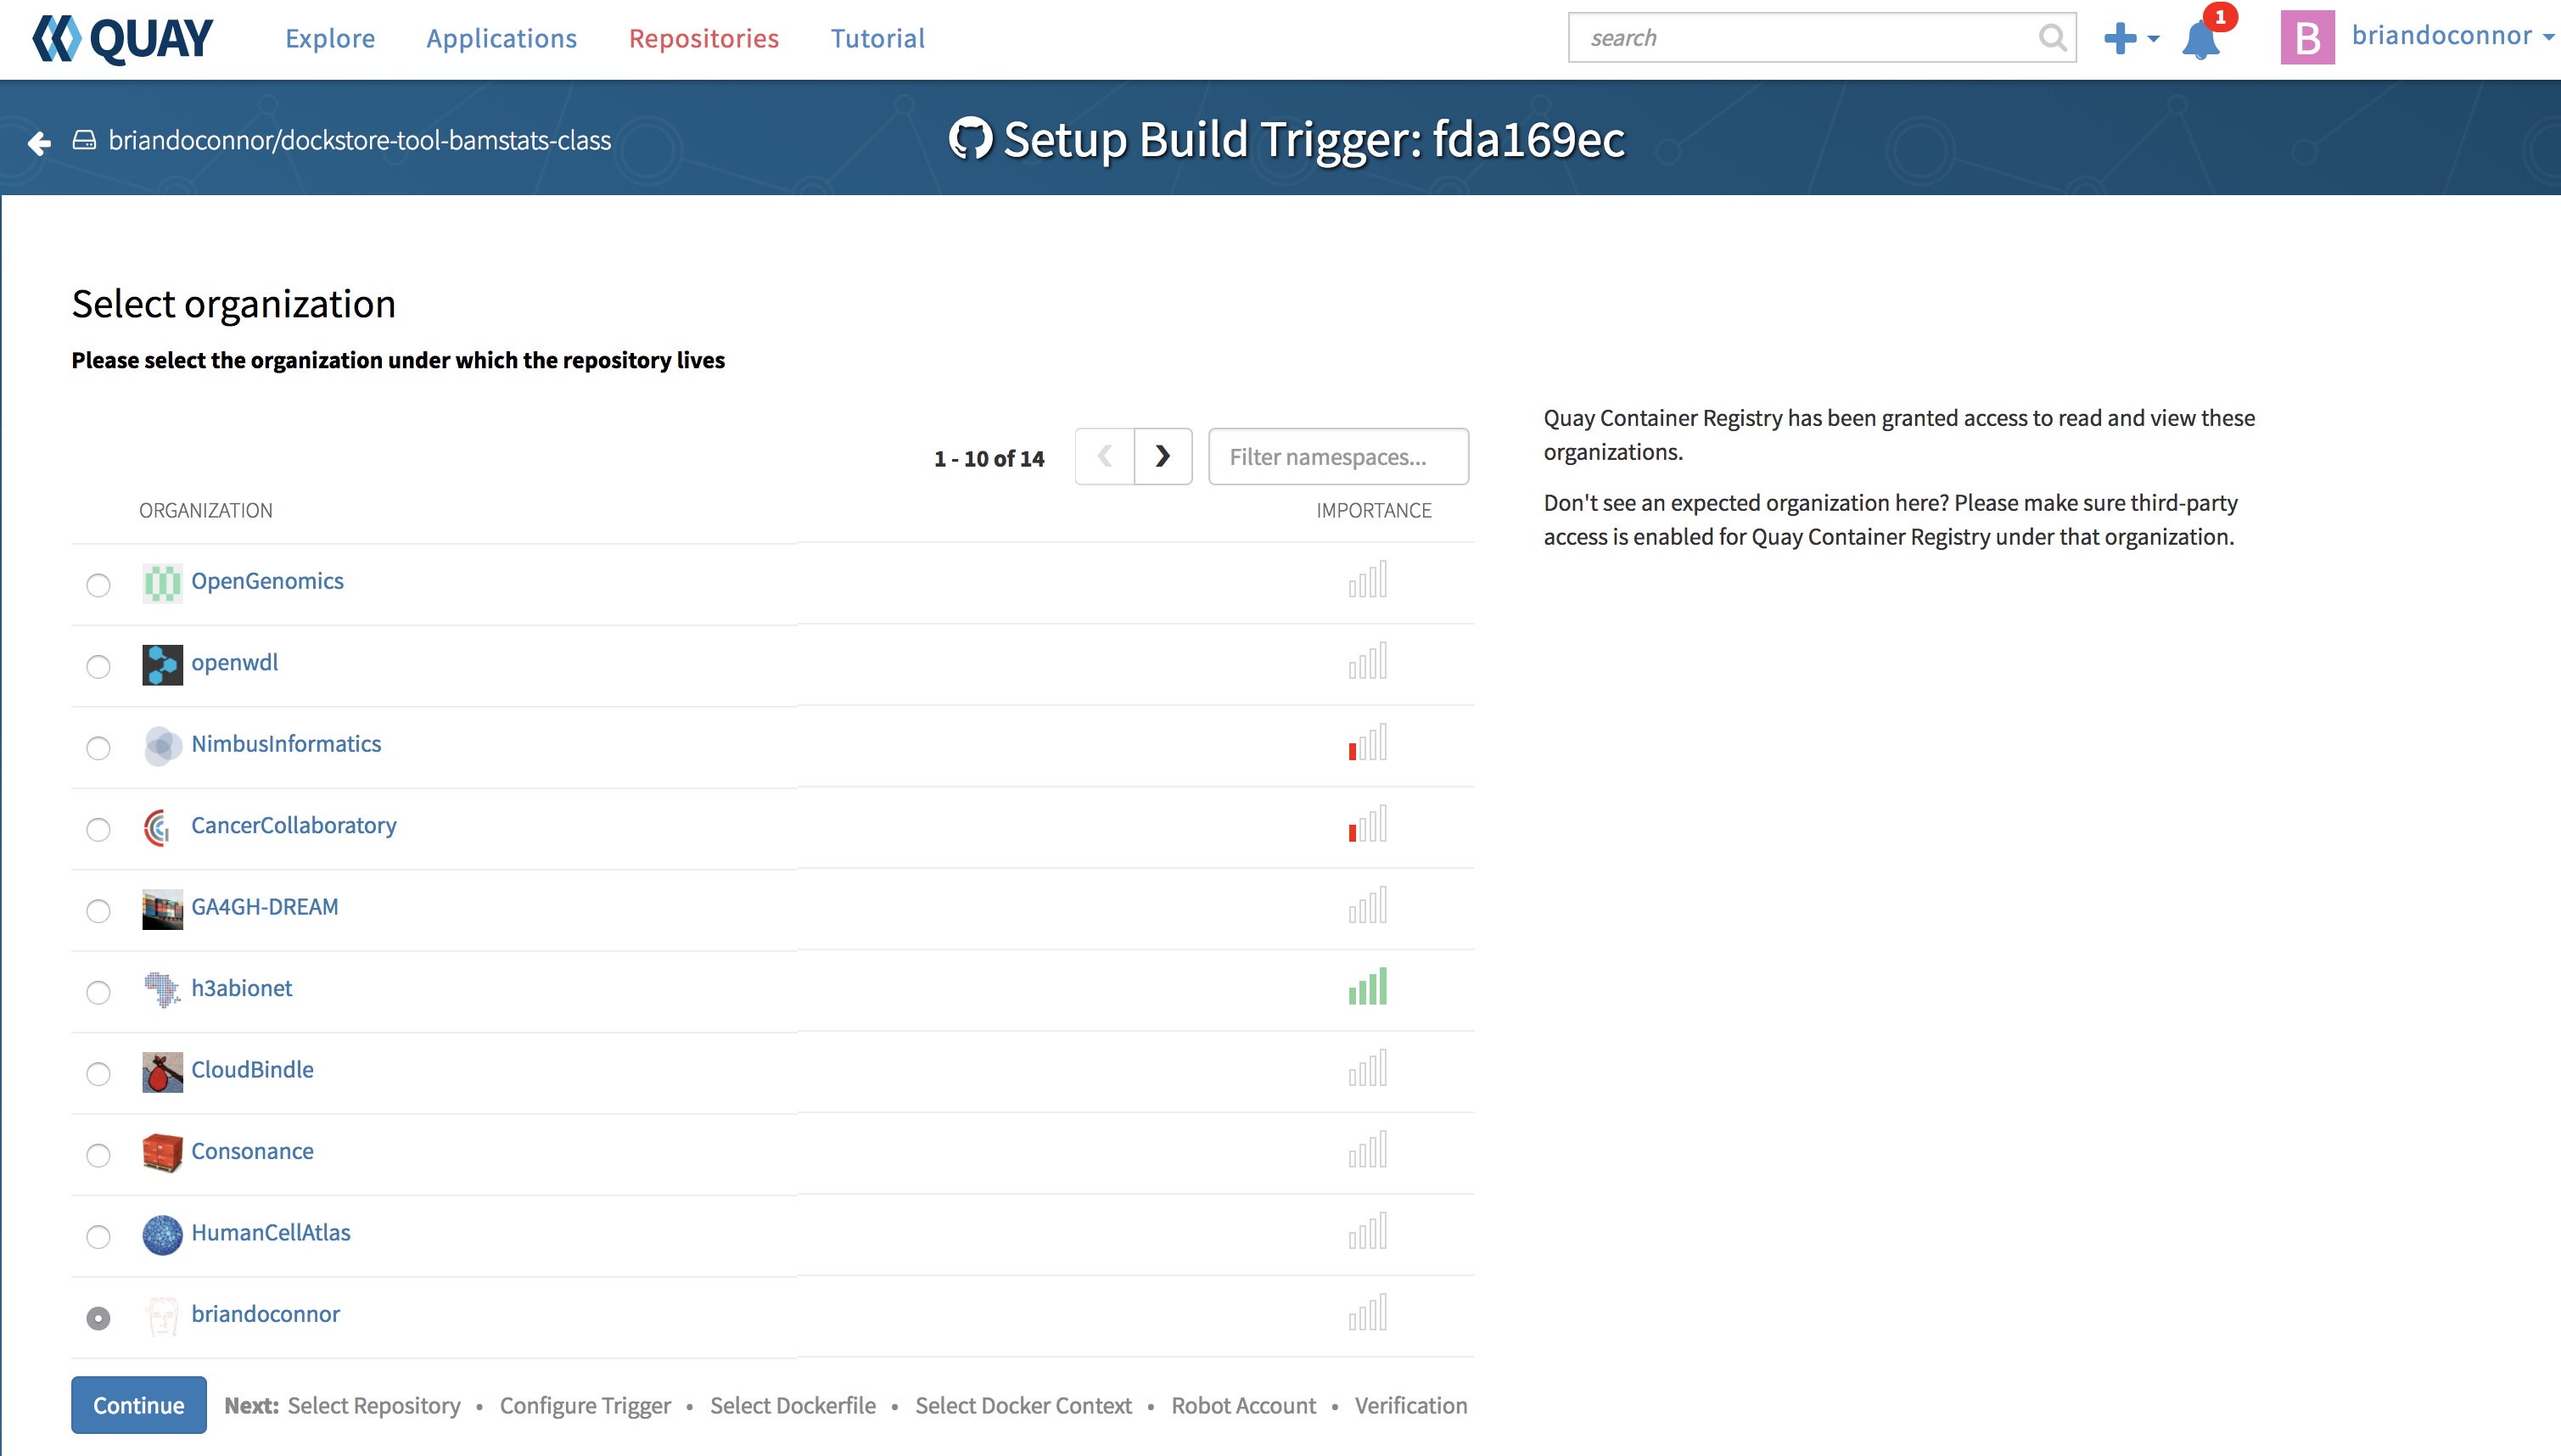 QUAY Explore Applications Repositories Tutorial search 1 B briandoconnor
briandoconnor/dockstore-tool-bamstats-class Setup Build Trigger: fda169ec
Select organization
Please select the organization under which the repository lives
1 - 10 of 14 Filter namespaces...
ORGANIZATION IMPORTANCE
OpenGenomics
openwdl
NimbusInformatics
CancerCollaboratory
GA4GH-DREAM
h3abionet
CloudBindle
Consonance
HumanCellAtlas
briandoconnor
Continue Next: Select Repository • Configure Trigger • Select Dockerfile • Select Docker Context • Robot Account • Verification
Quay Container Registry has been granted access to read and view these
organizations.
Don't see an expected organization here? Please make sure third-party
access is enabled for Quay Container Registry under that organization.